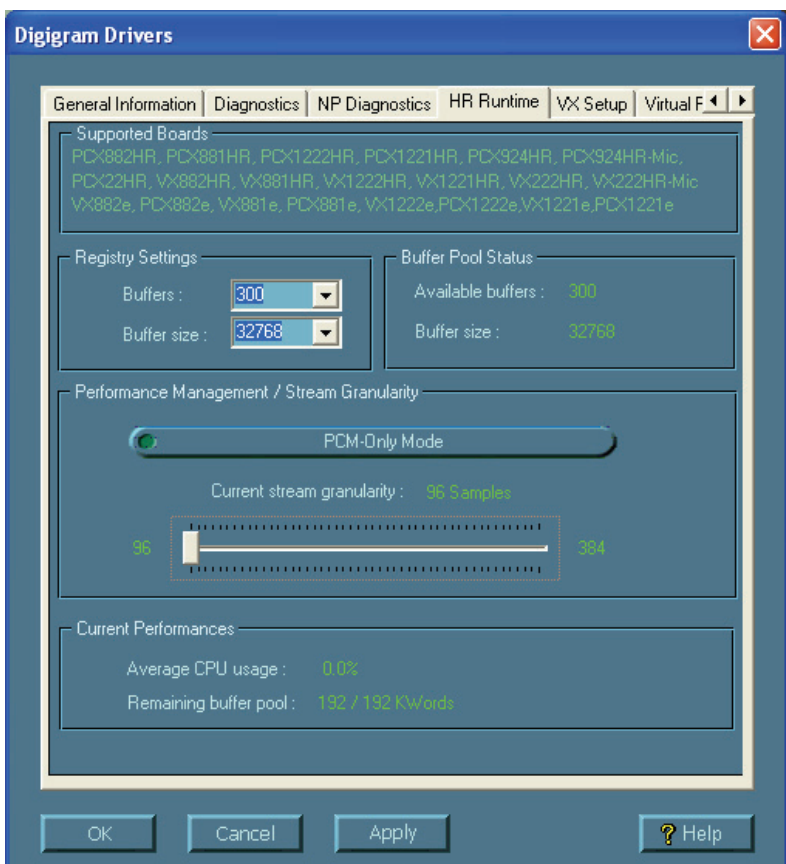 Digigram Drivers
General Information
Diagnostics
NP Diagnostics
HR Runtime
VX Setup
Virtual F
Supported Boards
PCX882HR, PCX881HR, PCX1222HR, PCX1221HR, PCX924HR, PCX924HR-Mic,
PCX22HR, VX882HR, VX881HR, VX1222HR, VX1221HR, VX222HR, VX222HR-Mic
VX882e, PCX882e, VX881e, PCX881e, VX1222e,PCX1222e,VX1221e,PCX1221e
Registry Settings
Buffers : 300
Buffer size : 32768
Buffer Pool Status
Available buffers : 300
Buffer size : 32768
Performance Management / Stream Granularity
PCM-Only Mode
Current stream granularity : 96 Samples
96
384
Current Performances
Average CPU usage : 0.0%
Remaining buffer pool : 192 / 192 KWords
OK
Cancel
Apply
? Help